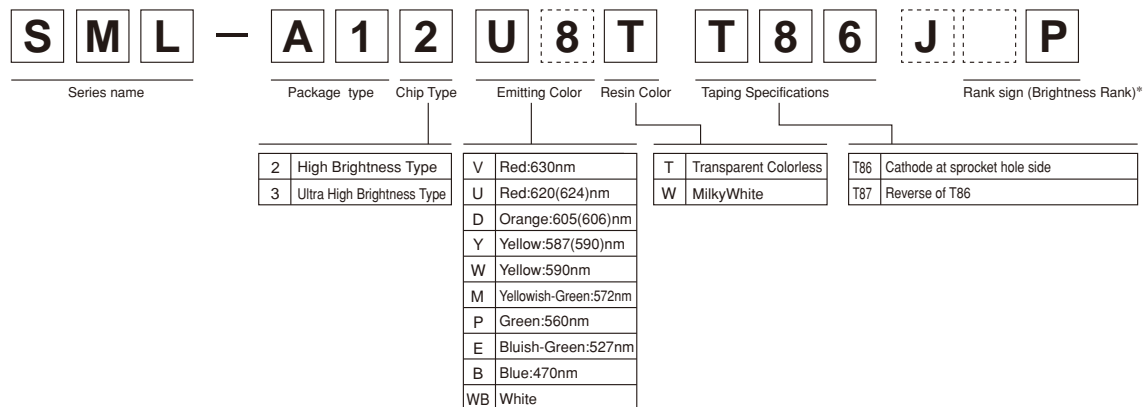 S M L — A 1 2 U 8 T T 8 6 J P
Series name Package type Chip Type Emitting Color Resin Color Taping Specifications Rank sign (Brightness Rank)*
2 High Brightness Type
3 Ultra High Brightness Type
V Red:630nm
U Red:620(624)nm
D Orange:605(606)nm
Y Yellow:587(590)nm
W Yellow:590nm
M Yellowish-Green:572nm
P Green:560nm
E Bluish-Green:527nm
B Blue:470nm
WB White
T Transparent Colorless
W MilkyWhite
T86 Cathode at sprocket hole side
T87 Reverse of T86